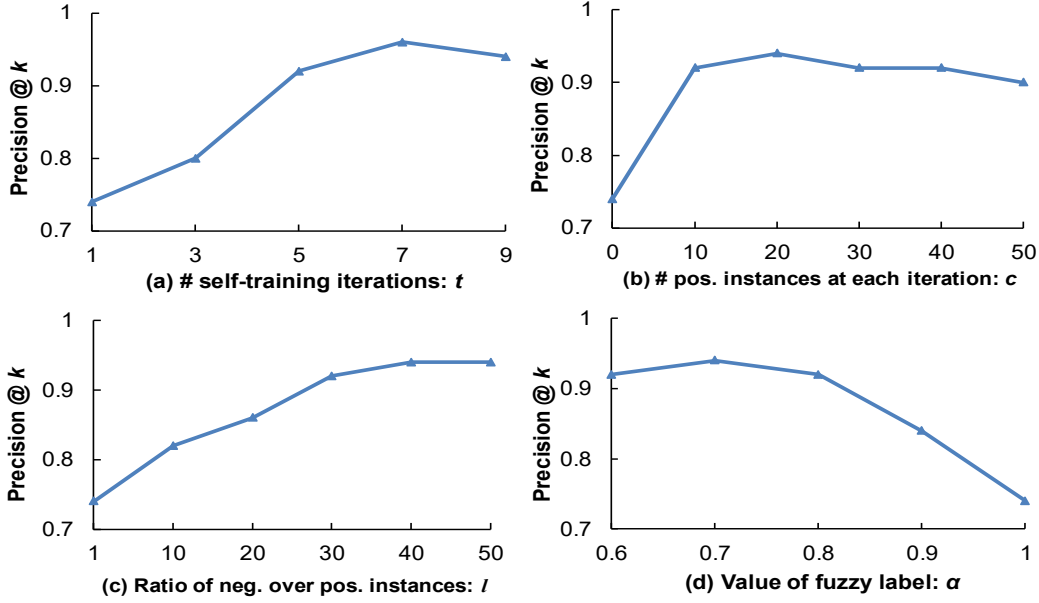 1
0.9
0.8
0.7
Precision @ k
1 3 5 7 9
(a) # self-training iterations: t
1
0.9
0.8
0.7
Precision @ k
0 10 20 30 40 50
(b) # pos. instances at each iteration: c
1
0.9
0.8
0.7
Precision @ k
1 10 20 30 40 50
(c) Ratio of neg. over pos. instances: l
1
0.9
0.8
0.7
Precision @ k
0.6 0.7 0.8 0.9 1
(d) Value of fuzzy label: α